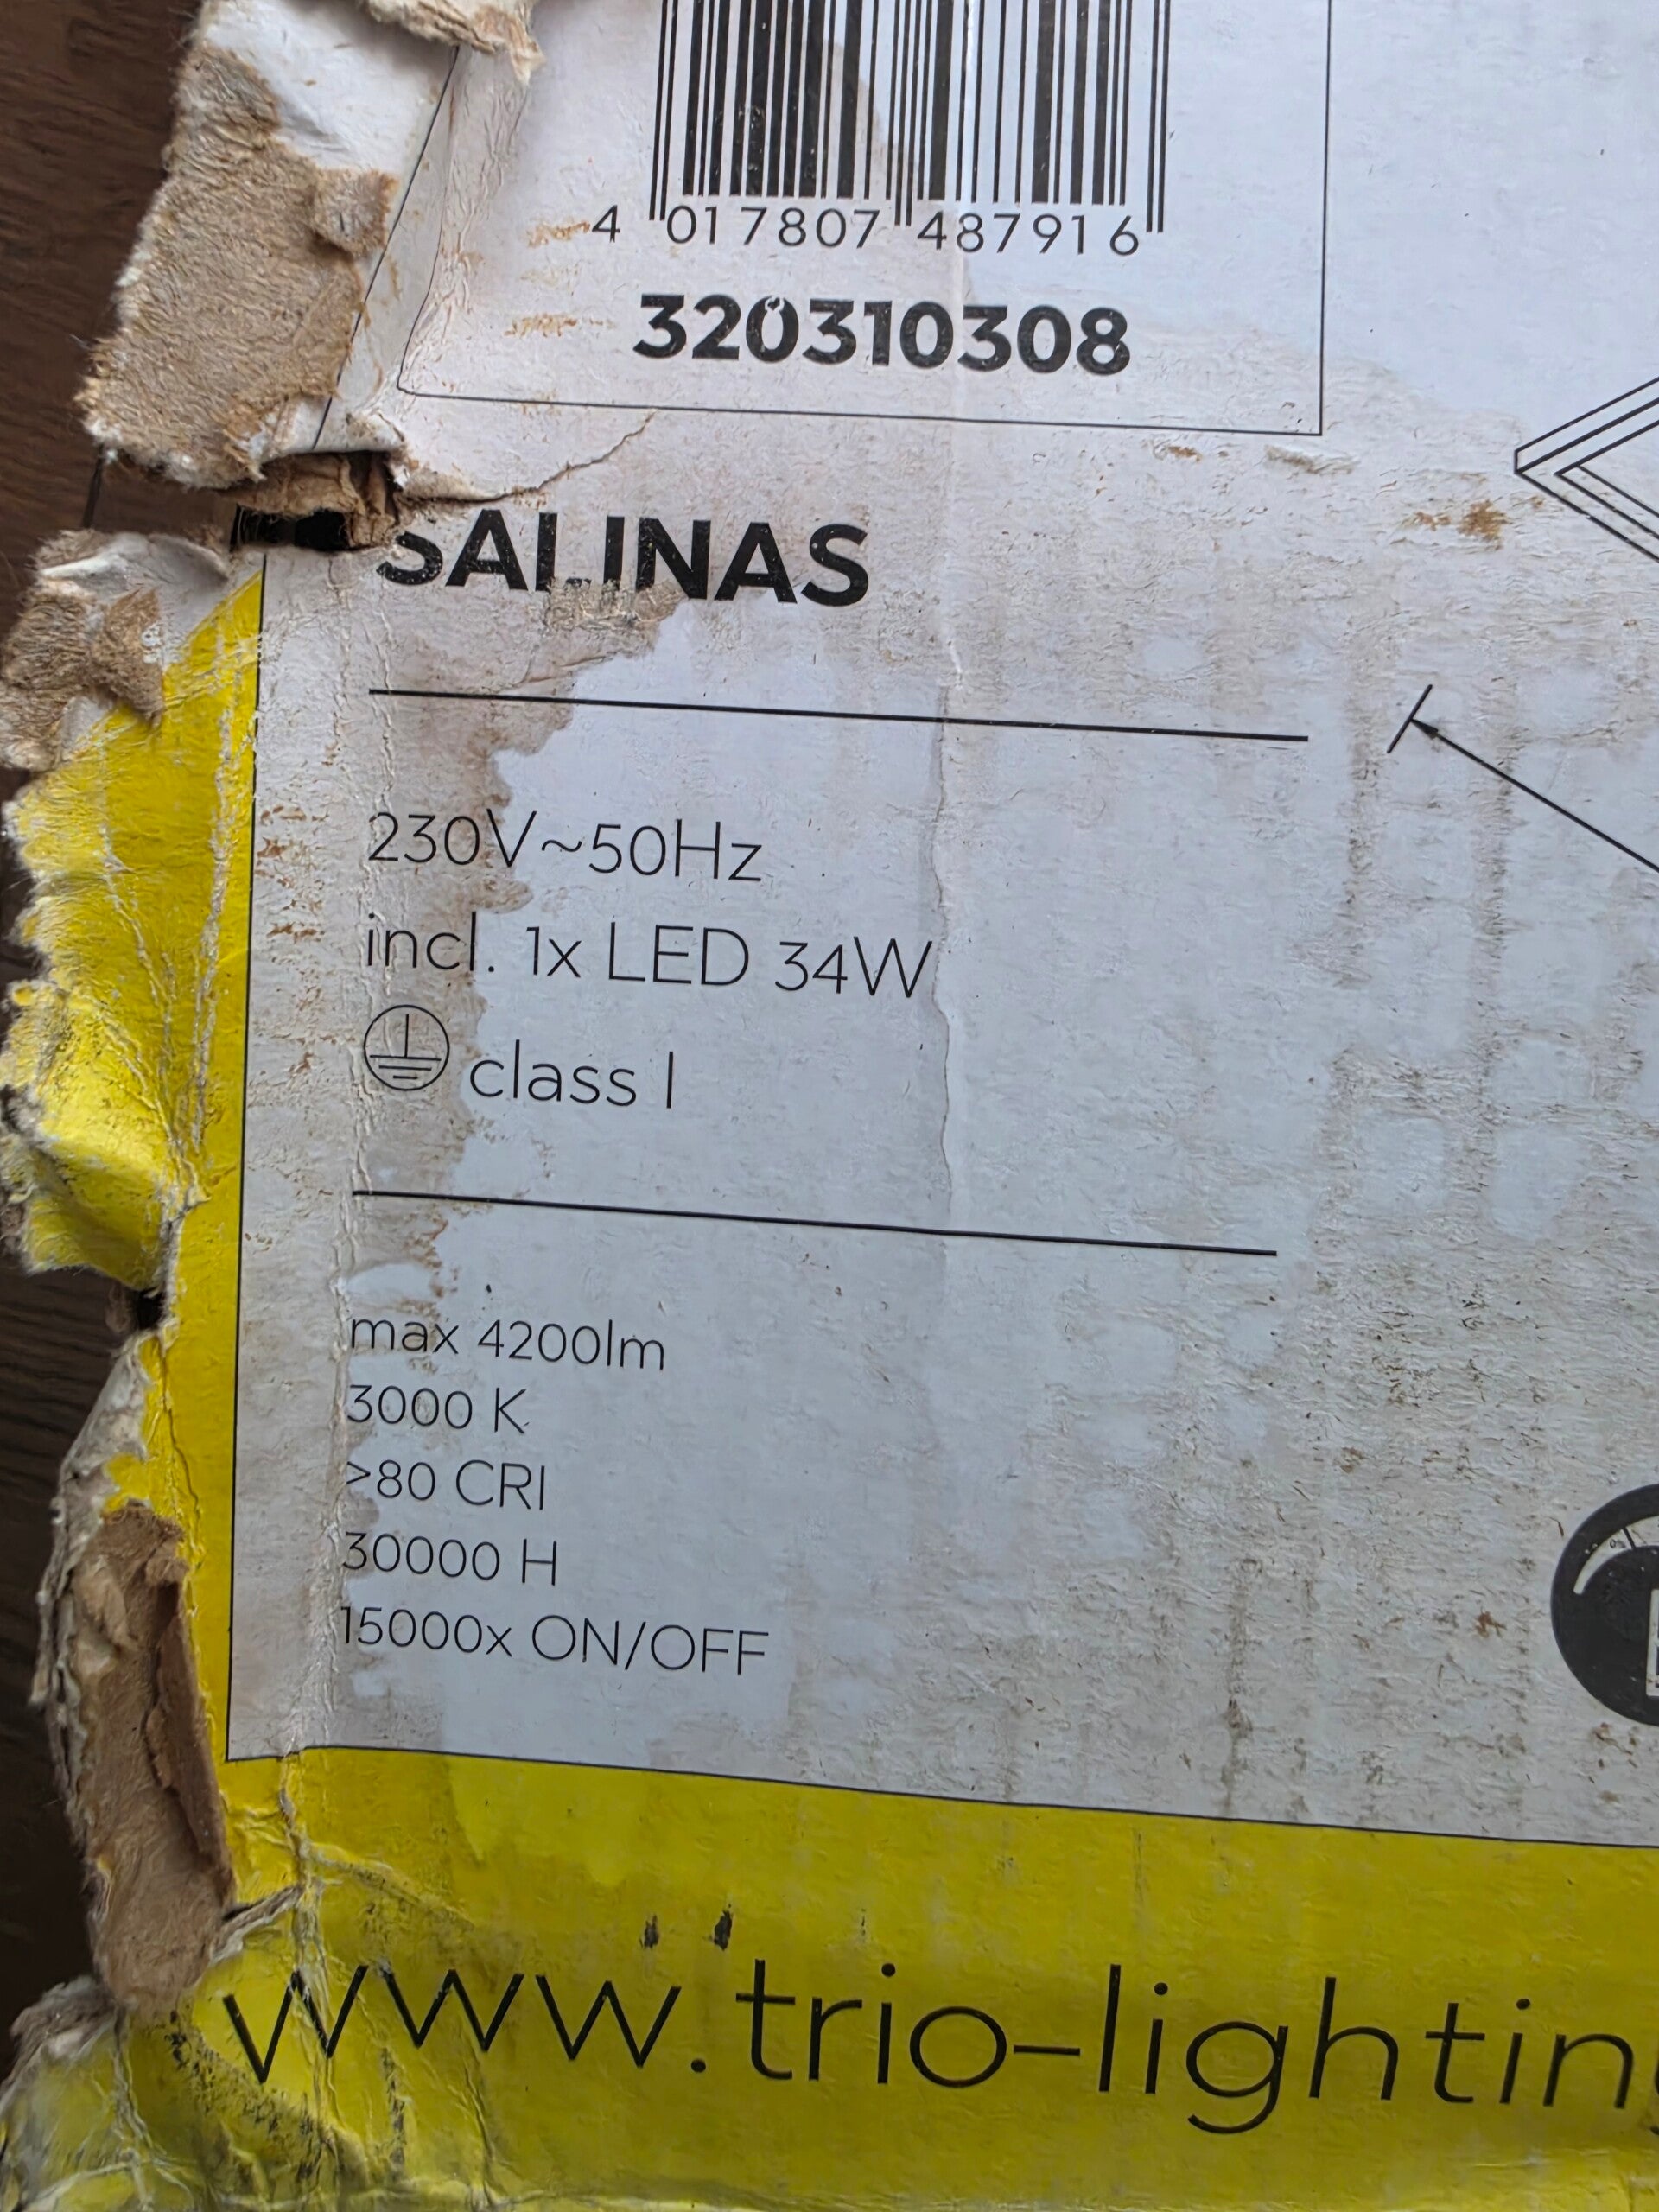 4 017807 487916
320310308
SALINAS
230V~50Hz
incl. 1x LED 34W
class I
max 4200lm
3000 K
>80 CRI
30000 H
15000x ON/OFF
www.trio-lightin